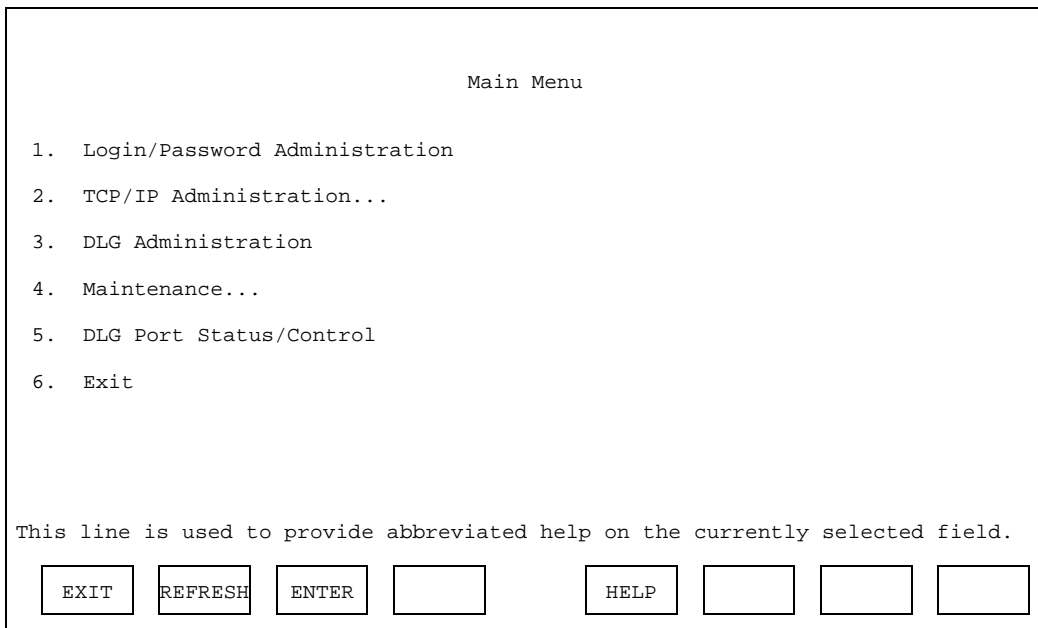 Main Menu
1. Login/Password Administration
2. TCP/IP Administration...
3. DLG Administration
4. Maintenance...
5. DLG Port Status/Control
6. Exit
This line is used to provide abbreviated help on the currently selected field.
EXIT REFRESH ENTER HELP